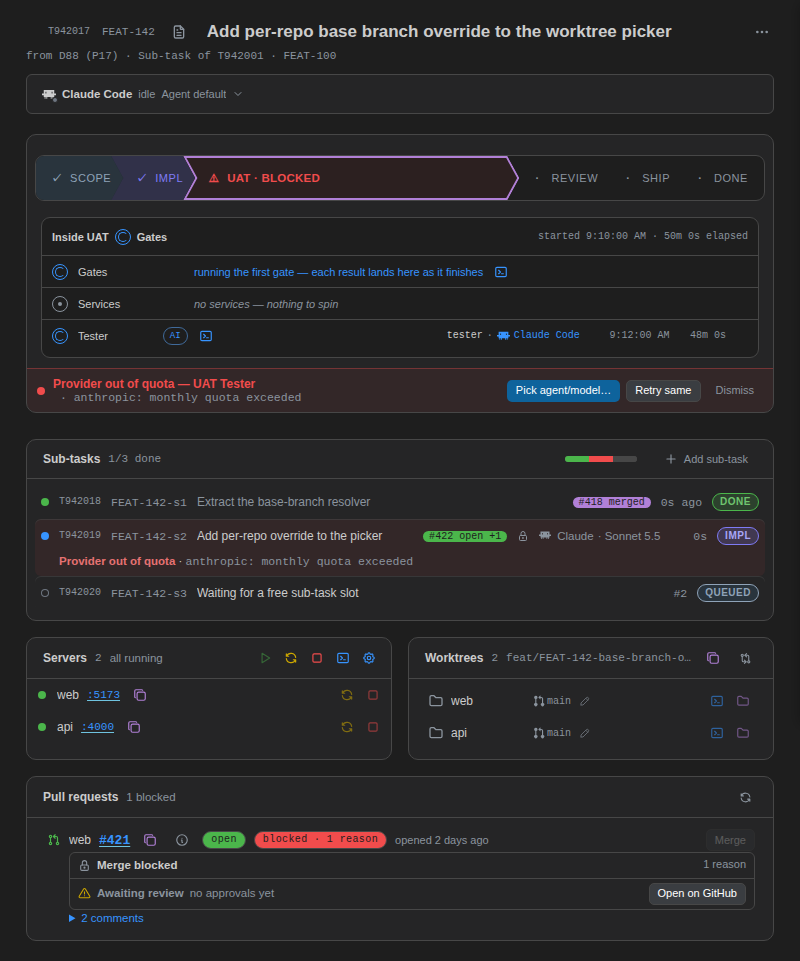 T942017 FEAT-142 Add per-repo base branch override to the worktree picker
from D88 (P17) · Sub-task of T942001 · FEAT-100
Claude Code idle Agent default
SCOPE IMPL UAT · BLOCKED · REVIEW · SHIP · DONE
Inside UAT Gates started 9:10:00 AM · 50m 0s elapsed
Gates running the first gate — each result lands here as it finishes
Services no services — nothing to spin
Tester AI tester · Claude Code 9:12:00 AM 48m 0s
Provider out of quota — UAT Tester
· anthropic: monthly quota exceeded
Pick agent/model… Retry same Dismiss
Sub-tasks 1/3 done Add sub-task
T942018 FEAT-142-s1 Extract the base-branch resolver #418 merged 0s ago DONE
T942019 FEAT-142-s2 Add per-repo override to the picker #422 open +1 Claude · Sonnet 5.5 0s IMPL
Provider out of quota · anthropic: monthly quota exceeded
T942020 FEAT-142-s3 Waiting for a free sub-task slot #2 QUEUED
Servers 2 all running
web :5173
api :4000
Worktrees 2 feat/FEAT-142-base-branch-o…
web main
api main
Pull requests 1 blocked
web #421 open blocked · 1 reason opened 2 days ago Merge
Merge blocked 1 reason
Awaiting review no approvals yet Open on GitHub
2 comments